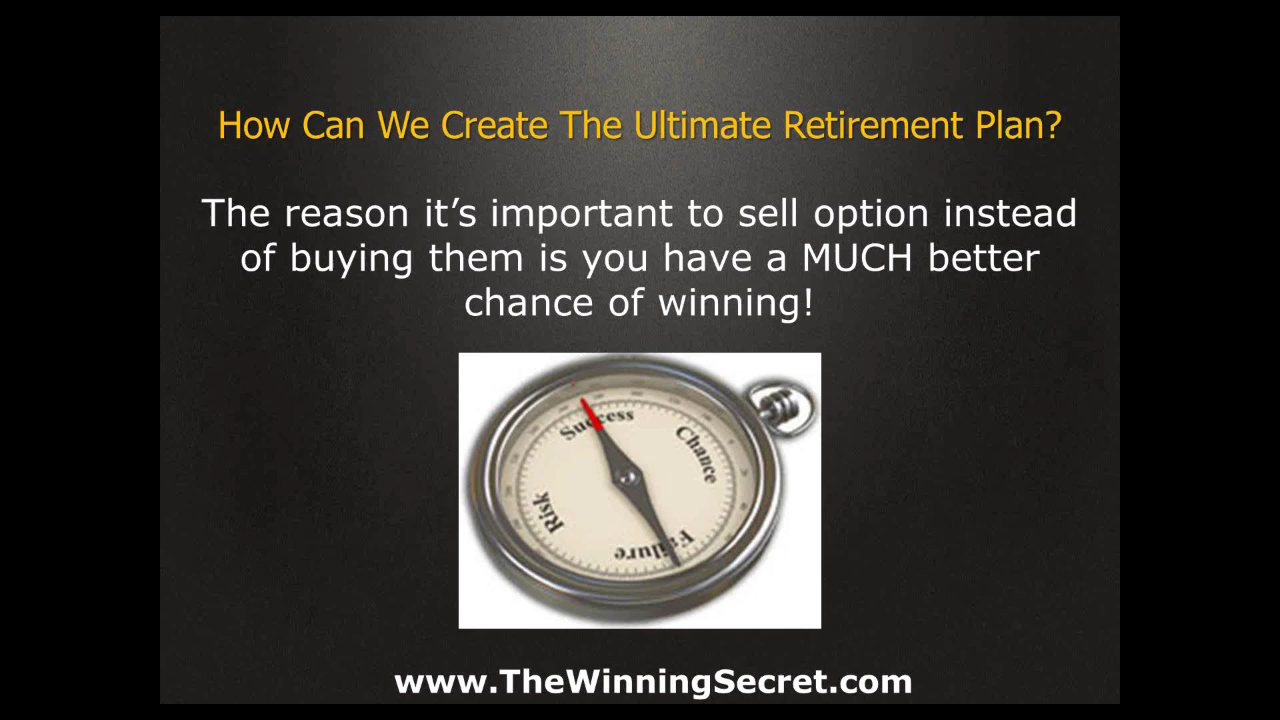 How Can We Create The Ultimate Retirement Plan?
The reason it’s important to sell option instead
of buying them is you have a MUCH better
chance of winning!
Success
Chance
Risk
Failure
www.TheWinningSecret.com